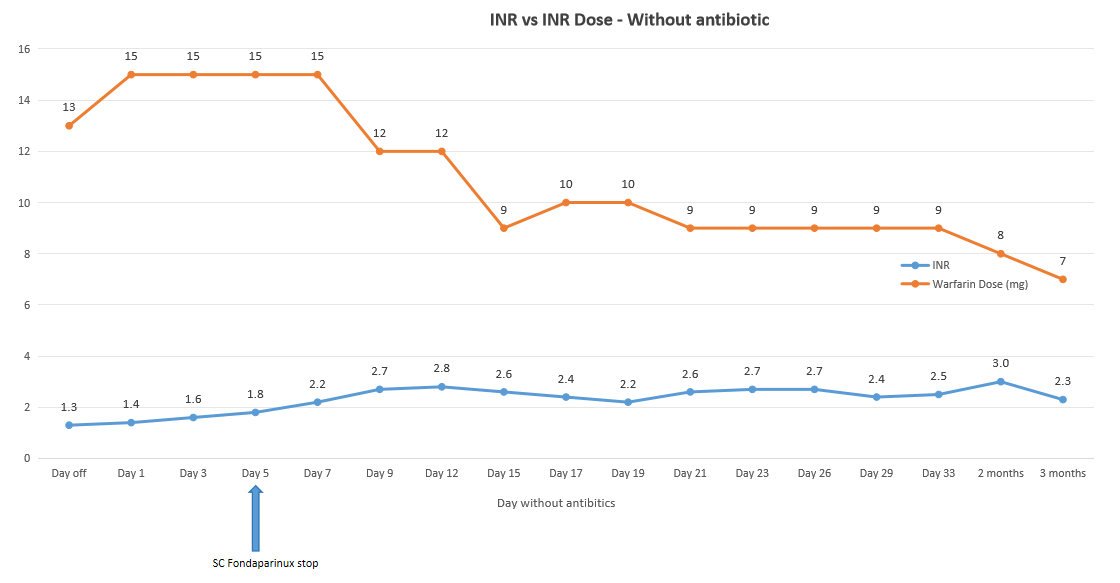 INR vs INR Dose - Without antibiotic
16
14
12
10
8
6
4
2
0
13
15
15
15
15
12
12
9
10
10
9
9
9
9
9
8
7
INR
Warfarin Dose (mg)
1.3
1.4
1.6
1.8
2.2
2.7
2.8
2.6
2.4
2.2
2.6
2.7
2.7
2.4
2.5
3.0
2.3
Day off
Day 1
Day 3
Day 5
Day 7
Day 9
Day 12
Day 15
Day 17
Day 19
Day 21
Day 23
Day 26
Day 29
Day 33
2 months
3 months
Day without antibitics
SC Fondaparinux stop